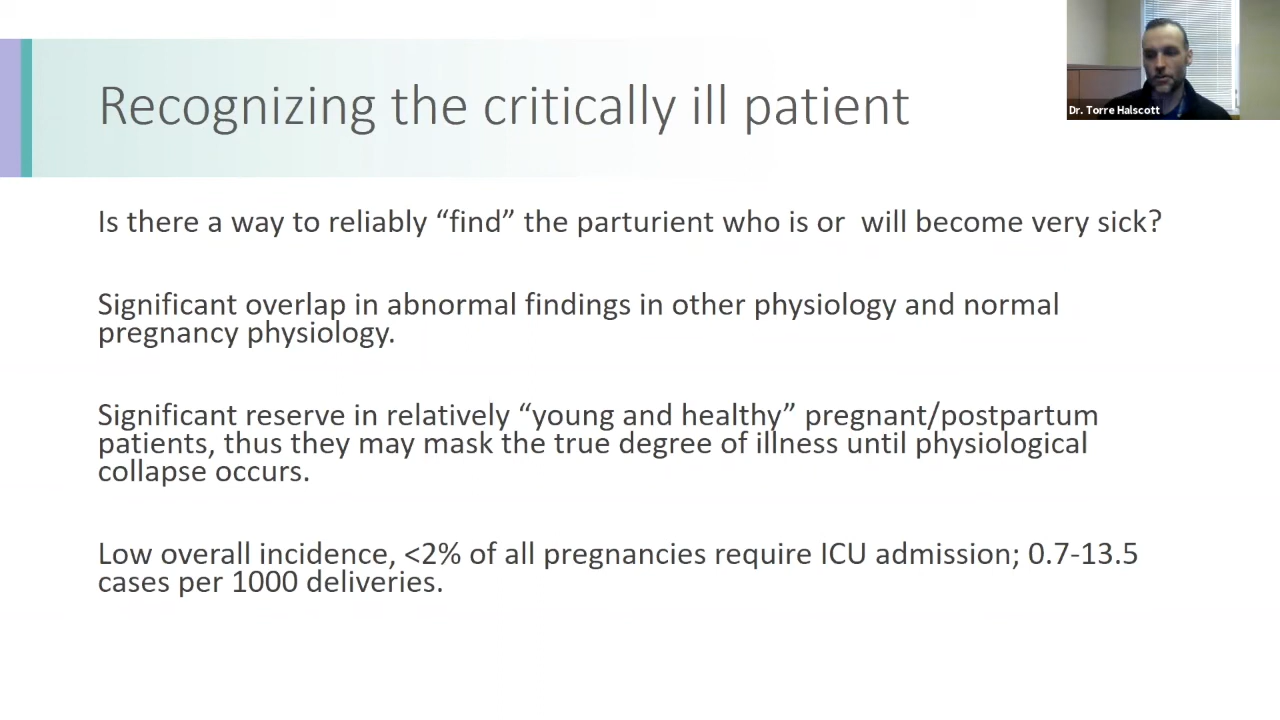 Recognizing the critically ill patient
Dr. Torre Halscott
Is there a way to reliably “find” the parturient who is or  will become very sick?
Significant overlap in abnormal findings in other physiology and normal
pregnancy physiology.
Significant reserve in relatively “young and healthy” pregnant/postpartum
patients, thus they may mask the true degree of illness until physiological
collapse occurs.
Low overall incidence, <2% of all pregnancies require ICU admission; 0.7-13.5
cases per 1000 deliveries.